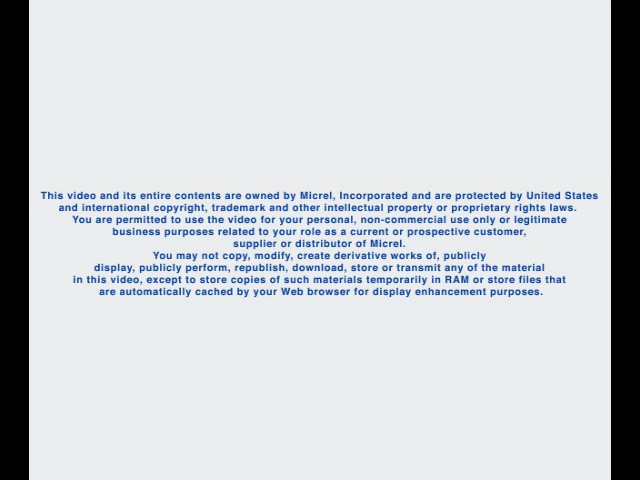 This video and its entire contents are owned by Micrel, Incorporated and are protected by United States
and international copyright, trademark and other intellectual property or proprietary rights laws.
You are permitted to use the video for your personal, non-commercial use only or legitimate
business purposes related to your role as a current or prospective customer,
supplier or distributor of Micrel.
You may not copy, modify, create derivative works of, publicly
display, publicly perform, republish, download, store or transmit any of the material
in this video, except to store copies of such materials temporarily in RAM or store files that
are automatically cached by your Web browser for display enhancement purposes.